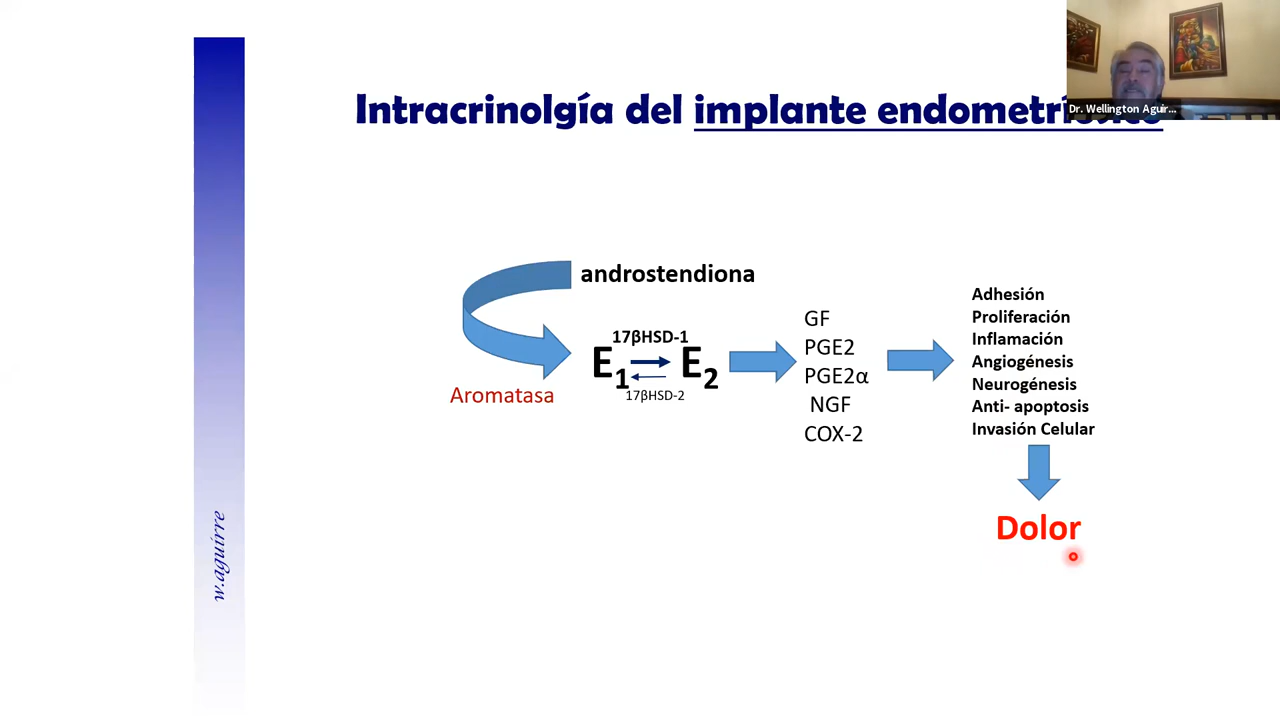 Intracrinolgía del implante endometriósico
Dr. Wellington Aguir...
androstendiona
17βHSD-1
E1 E2
17βHSD-2
Aromatasa
GF
PGE2
PGE2α
NGF
COX-2
Adhesión
Proliferación
Inflamación
Angiogénesis
Neurogénesis
Anti- apoptosis
Invasión Celular
Dolor
w.aguirre